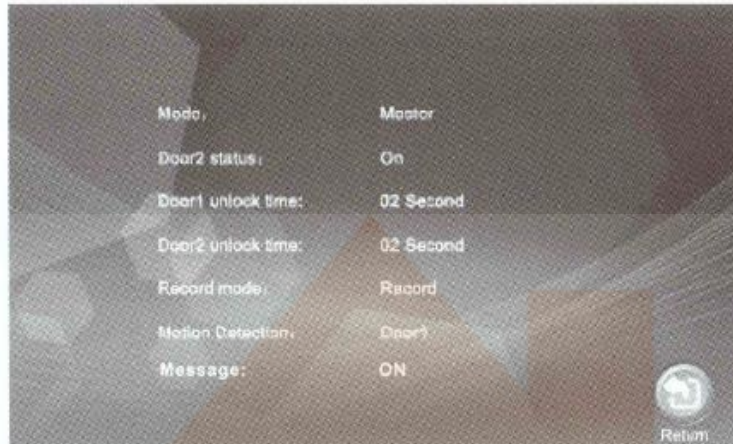 Mode: Master
Door2 status: On
Door1 unlock time: 02 Second
Door2 unlock time: 02 Second
Record mode: Record
Motion Detection: Door1
Message: ON
Return